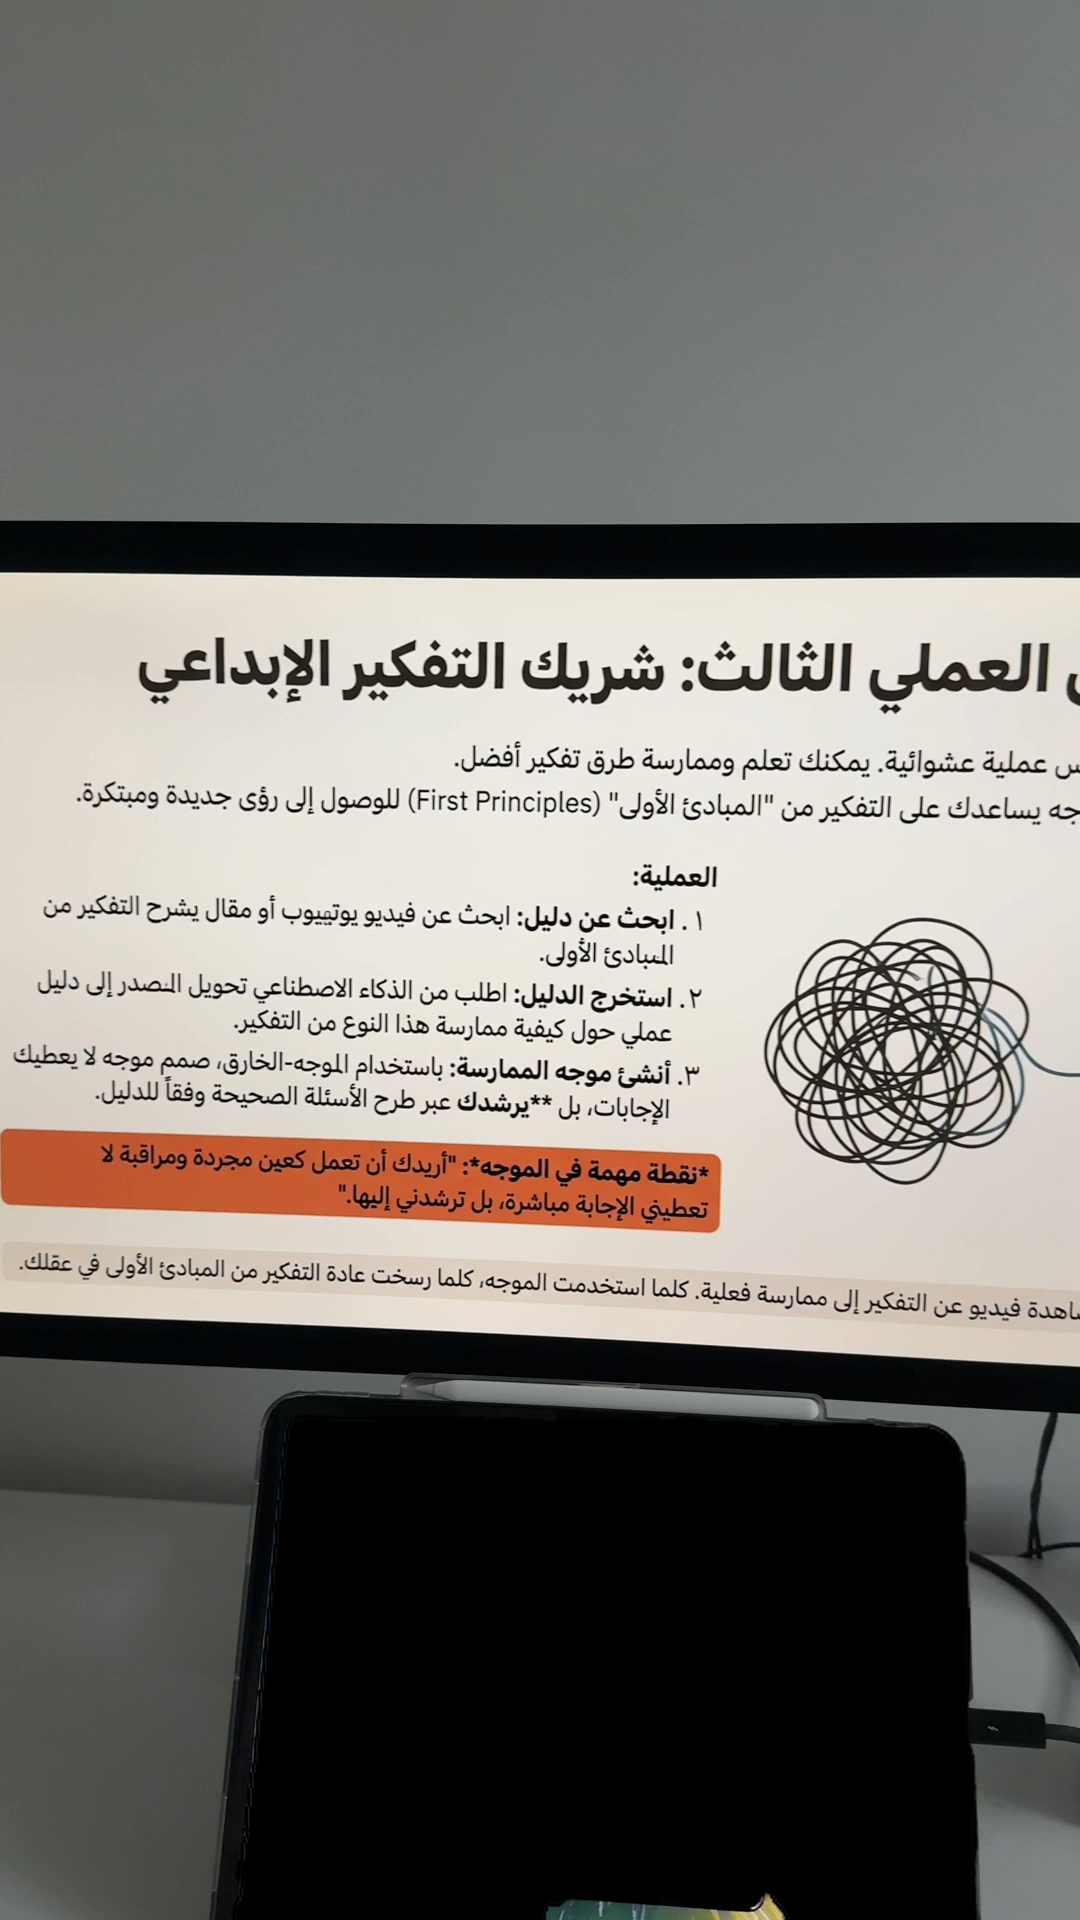 العملي الثالث: شريك التفكير الإبداعي
عملية عشوائية. يمكنك تعلم وممارسة طرق تفكير أفضل.
يساعدك على التفكير من "المبادئ الأولى" (First Principles) للوصول إلى رؤى جديدة ومبتكرة.
العملية:
١. ابحث عن دليل: ابحث عن فيديو يوتييوب أو مقال يشرح التفكير من
المبادئ الأولى.
٢. استخرج الدليل: اطلب من الذكاء الاصطناعي تحويل المصدر إلى دليل
عملي حول كيفية ممارسة هذا النوع من التفكير.
٣. أنشئ موجه الممارسة: باستخدام الموجه-الخارق، صمم موجه لا يعطيك
الإجابات، بل **يرشدك عبر طرح الأسئلة الصحيحة وفقاً للدليل.
*نقطة مهمة في الموجه*: "أريدك أن تعمل كعين مجردة ومراقبة لا
تعطيني الإجابة مباشرة، بل ترشدني إليها."
فيديو عن التفكير إلى ممارسة فعلية. كلما استخدمت الموجه، كلما رسخت عادة التفكير من المبادئ الأولى في عقلك.